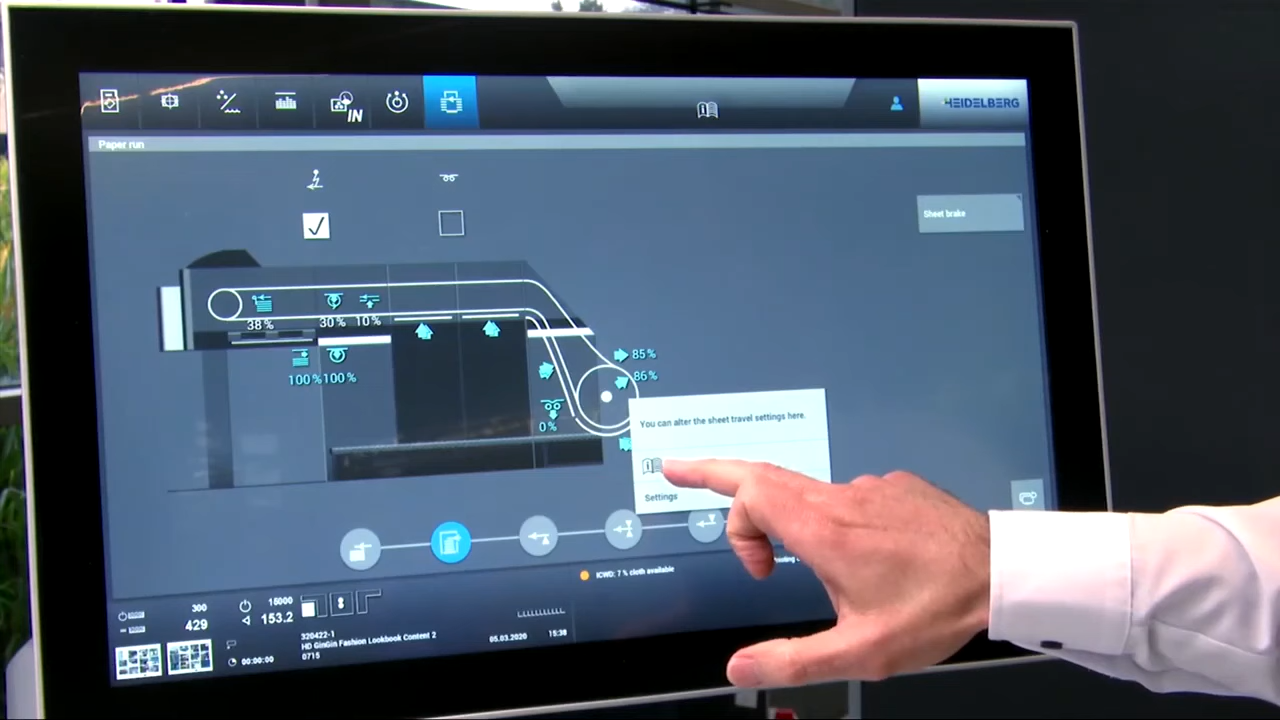 IN
HEIDELBERG
Paper run
Sheet brake
38 %
30 %
10 %
100 %
100 %
85 %
86 %
0 %
You can alter the sheet travel settings here.
Settings
ICWD: 7 % cloth available
300
429
18000
153.2
320422-1
HD GinGin Fashion Lookbook Content 2
0715
05.03.2020
15:38
00:00:00